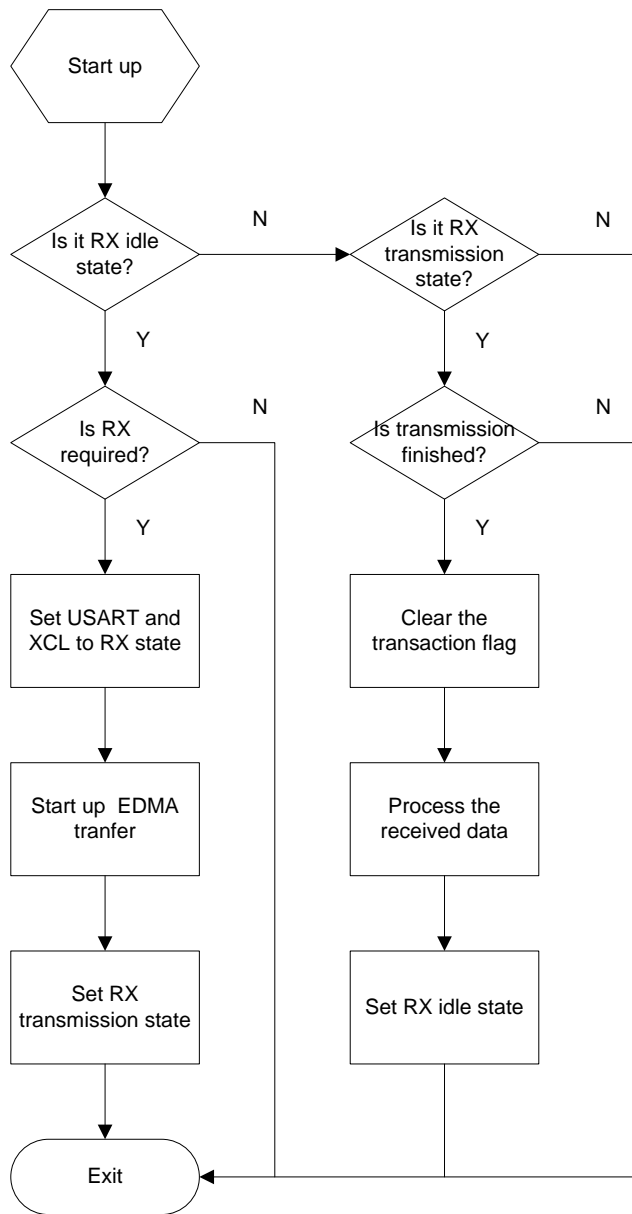 Start up
N
N
Is it RX idle
state?
Is it RX
transmission
state?
Y
Y
N
N
Is RX
required?
Is transmission
finished?
Y
Y
Set USART and
XCL to RX state
Clear the
transaction flag
Start up  EDMA
tranfer
Process the
received data
Set RX
transmission state
Set RX idle state
Exit